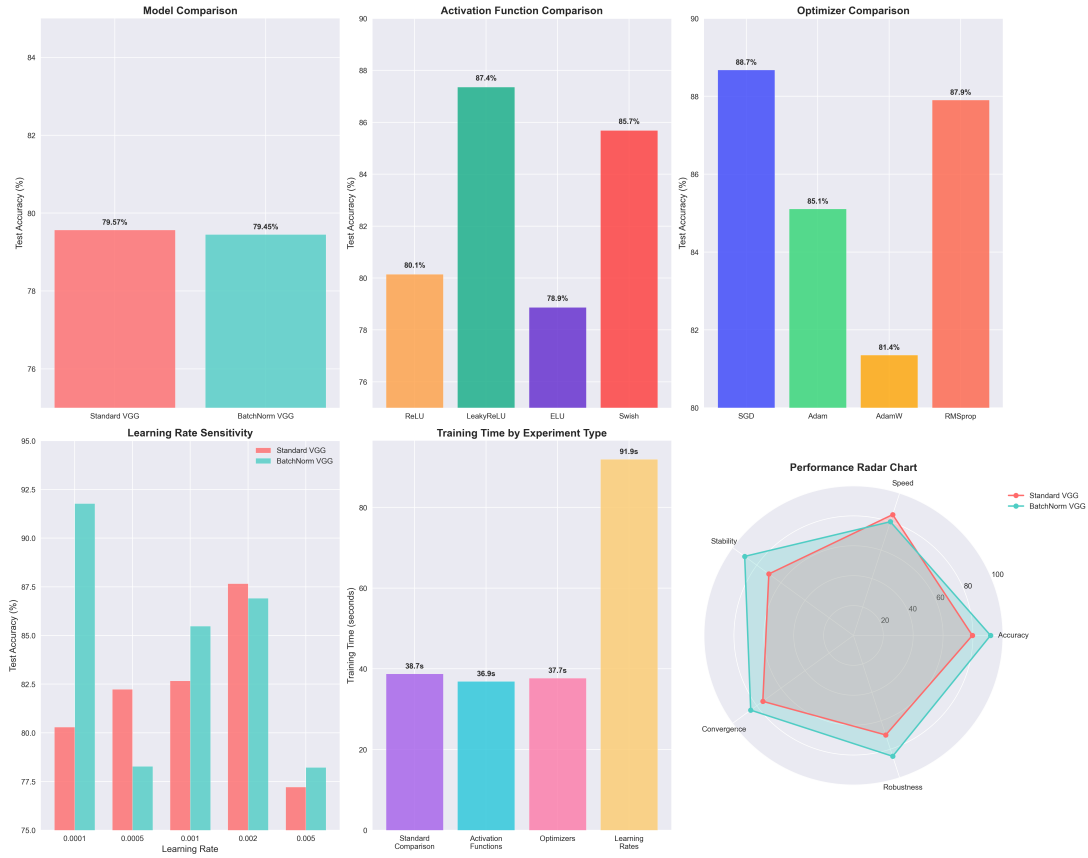 Model Comparison
Test Accuracy (%)
84
82
80
78
76
79.57%
79.45%
Standard VGG
BatchNorm VGG
Activation Function Comparison
Test Accuracy (%)
90
88
86
84
82
80
78
76
80.1%
87.4%
78.9%
85.7%
ReLU
LeakyReLU
ELU
Swish
Optimizer Comparison
Test Accuracy (%)
90
88
86
84
82
80
88.7%
85.1%
81.4%
87.9%
SGD
Adam
AdamW
RMSprop
Learning Rate Sensitivity
Test Accuracy (%)
95.0
92.5
90.0
87.5
85.0
82.5
80.0
77.5
75.0
Standard VGG
BatchNorm VGG
0.0001
0.0005
0.001
0.002
0.005
Learning Rate
Training Time by Experiment Type
Training Time (seconds)
80
60
40
20
0
38.7s
36.9s
37.7s
91.9s
Standard
Comparison
Activation
Functions
Optimizers
Learning
Rates
Performance Radar Chart
Standard VGG
BatchNorm VGG
Speed
Stability
Accuracy
Convergence
Robustness
20
40
60
80
100